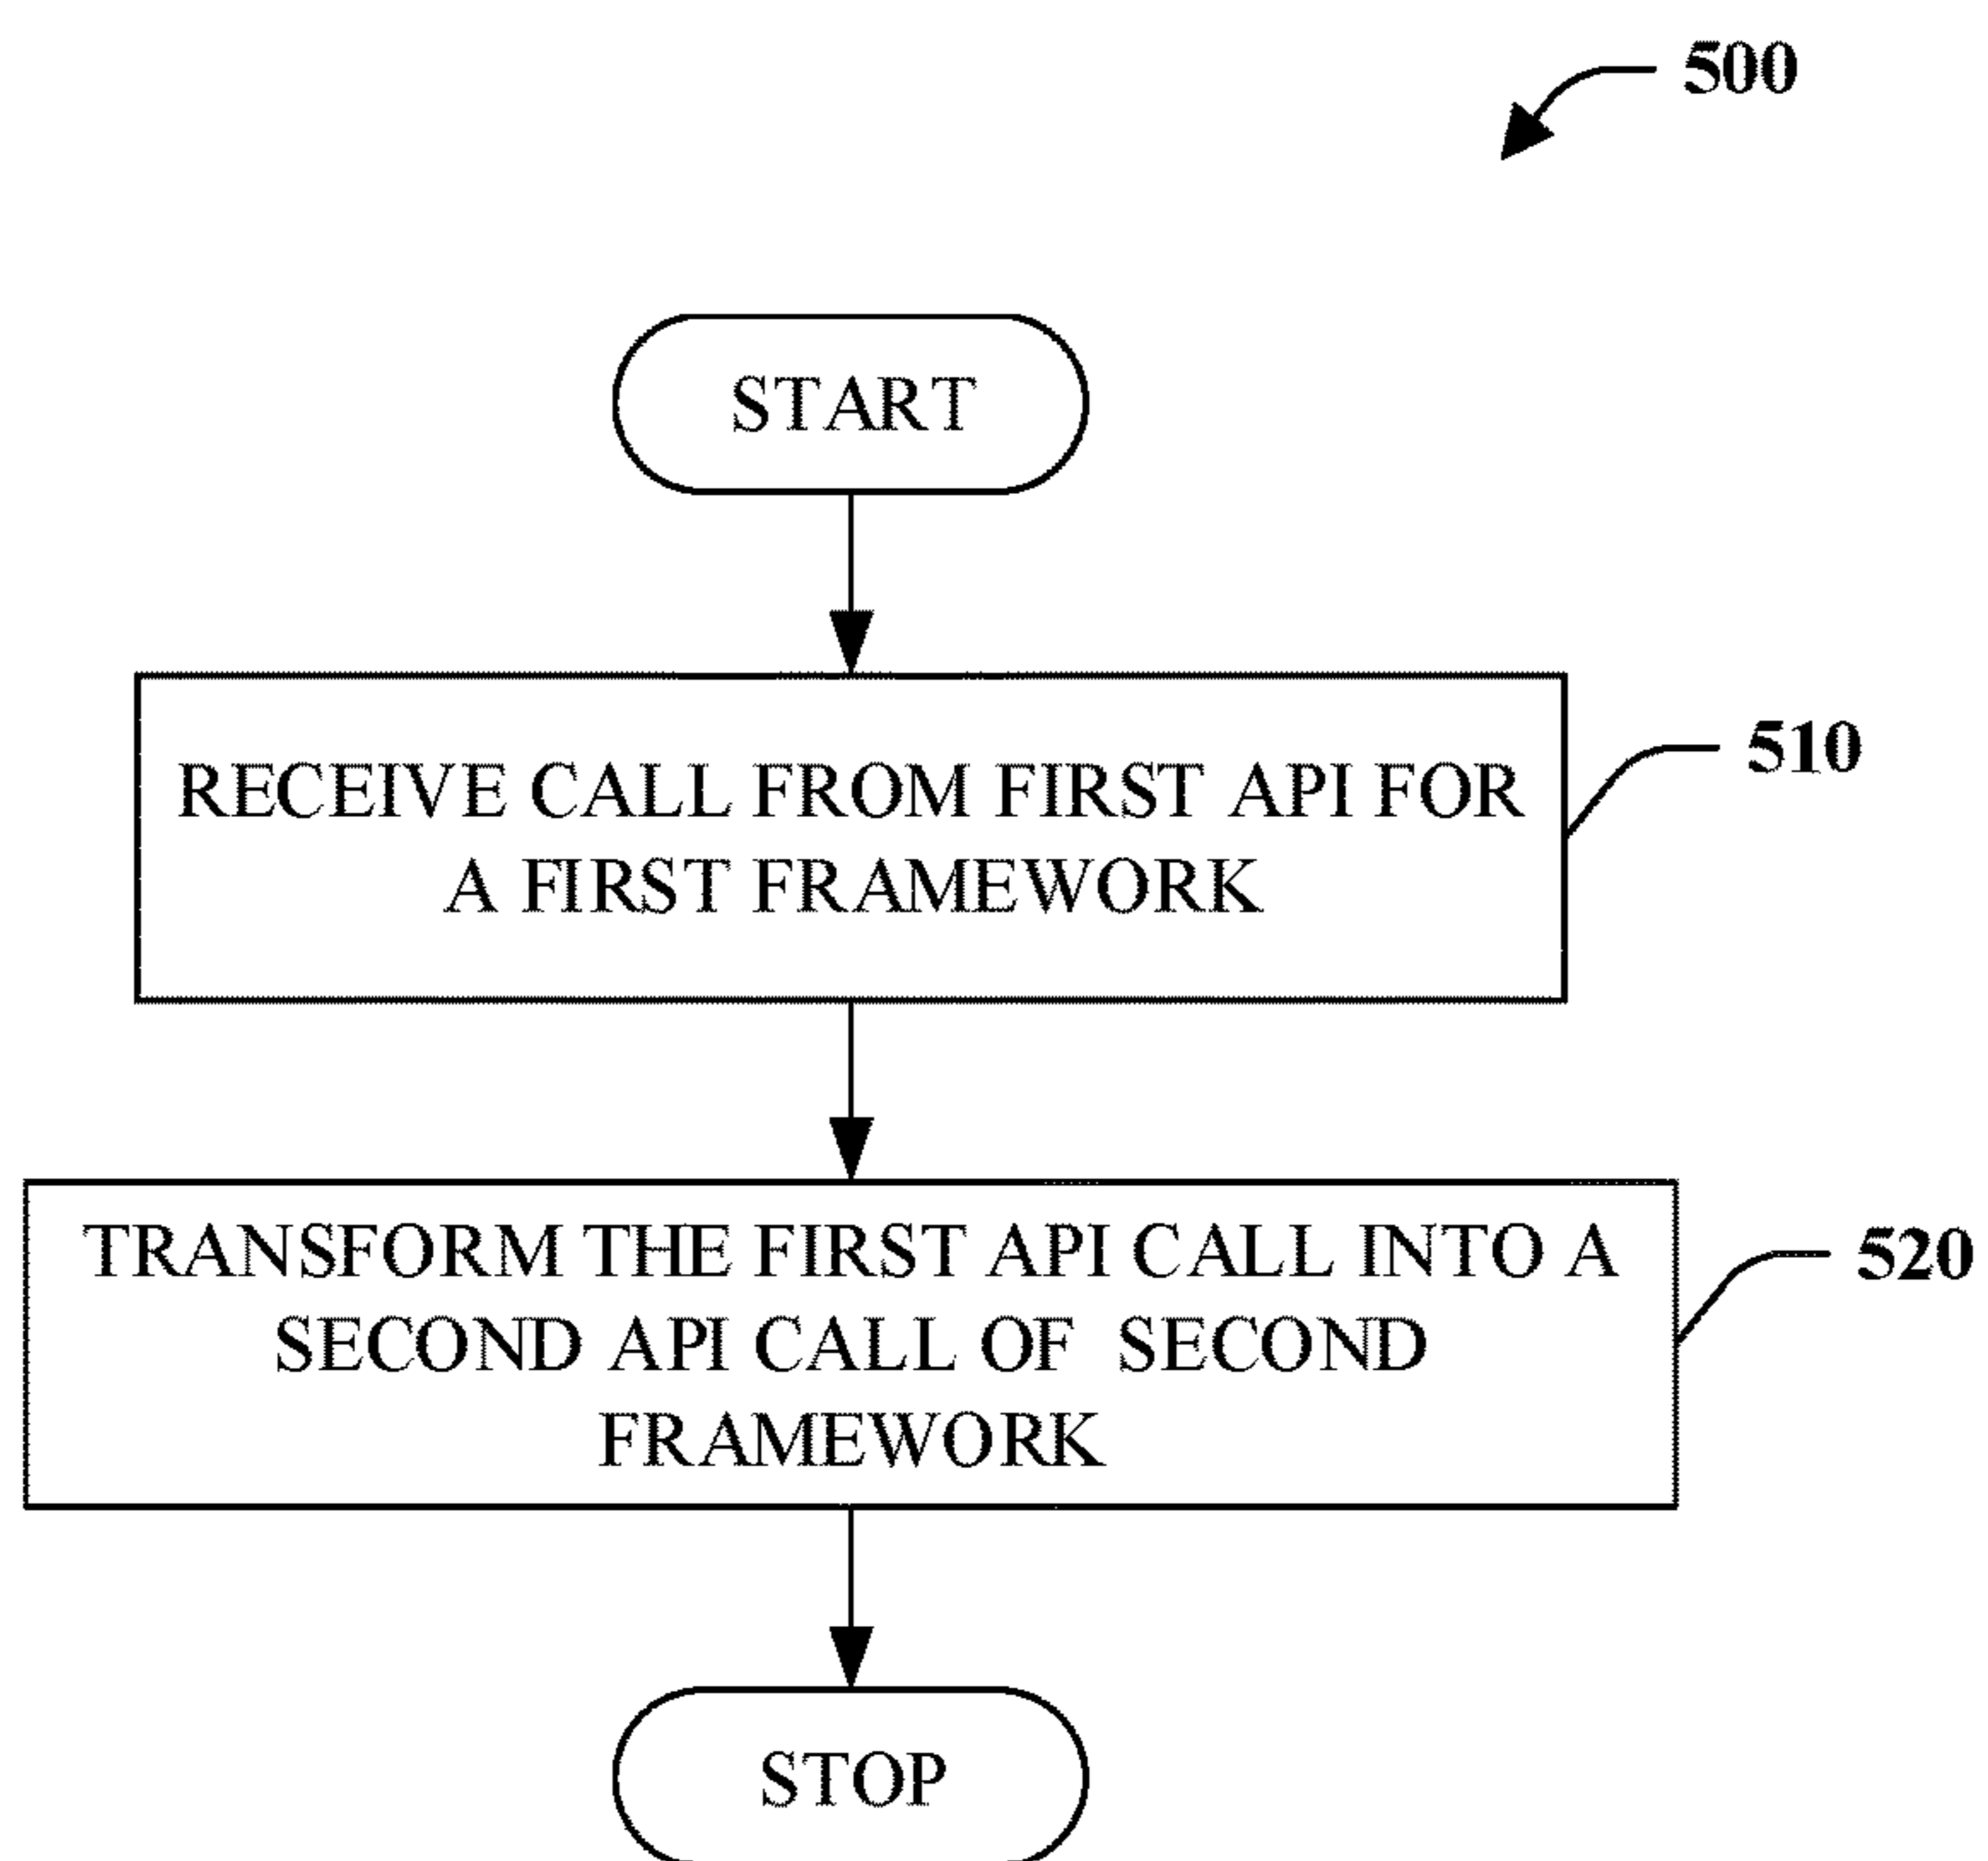 500
START
RECEIVE CALL FROM FIRST API FOR
A FIRST FRAMEWORK
510
TRANSFORM THE FIRST API CALL INTO A
SECOND API CALL OF SECOND
FRAMEWORK
520
STOP